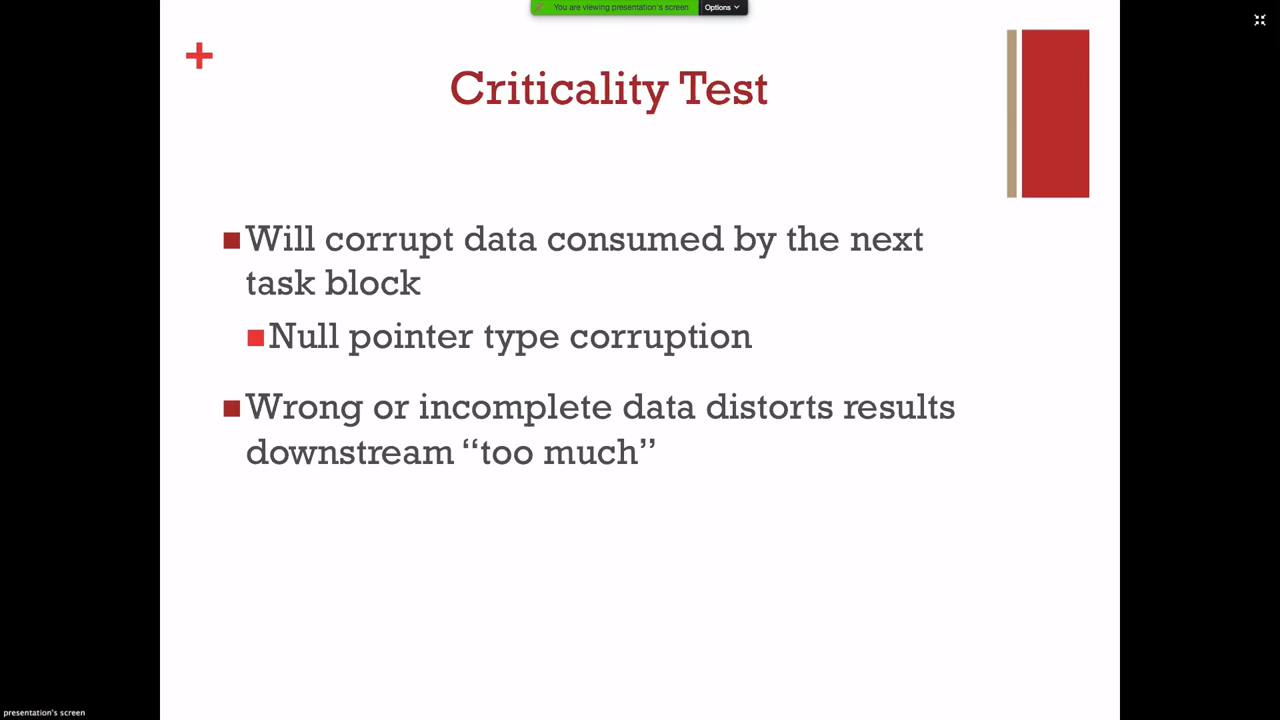 You are viewing presentation's screen
Options
+
Criticality Test
Will corrupt data consumed by the next
task block
Null pointer type corruption
Wrong or incomplete data distorts results
downstream “too much”
presentation's screen